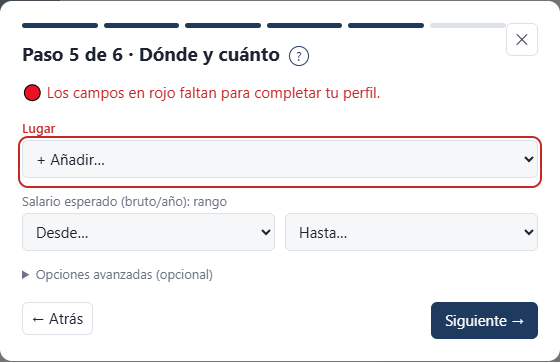 Paso 5 de 6 · Dónde y cuánto ?
Los campos en rojo faltan para completar tu perfil.
Lugar
+ Añadir...
Salario esperado (bruto/año): rango
Desde... Hasta...
Opciones avanzadas (opcional)
← Atrás Siguiente →